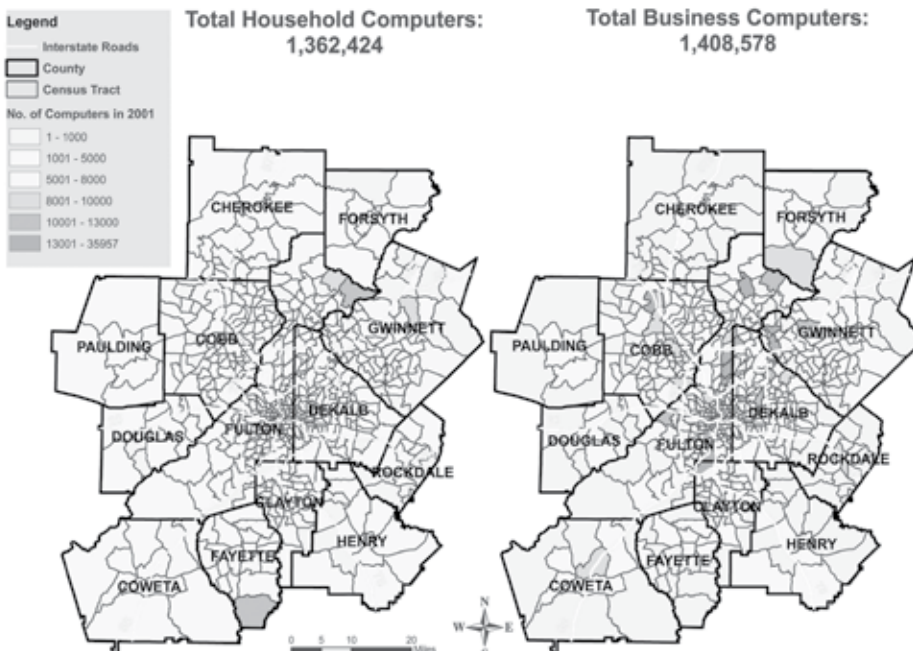 Total Household Computers:
1,362,424
Total Business Computers:
1,408,578
Legend
Interstate Roads
County
Census Tract
No. of Computers in 2001
1 - 1000
1001 - 5000
5001 - 8000
8001 - 10000
10001 - 13000
13001 - 35957
CHEROKEE
FORSYTH
PAULDING
COBB
GWINNETT
DOUGLAS
FULTON
DEKALB
ROCKDALE
CLAYTON
HENRY
FAYETTE
COWETA
CHEROKEE
FORSYTH
PAULDING
COBB
GWINNETT
DOUGLAS
FULTON
DEKALB
ROCKDALE
CLAYTON
HENRY
FAYETTE
COWETA
N
W E
S
0 5 10 20
Miles